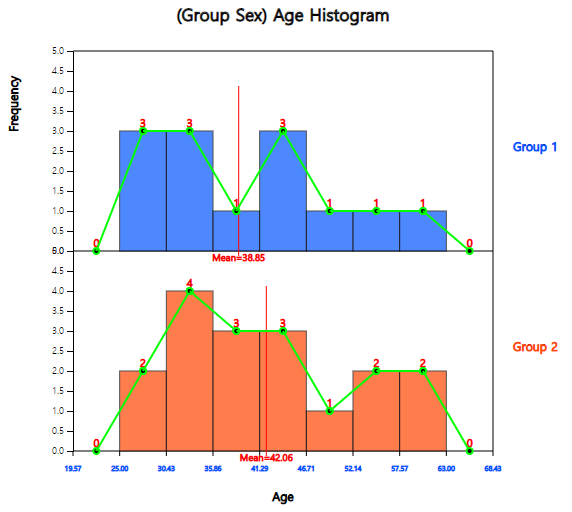 (Group Sex) Age Histogram
Frequency
5.0
4.5
4.0
3.5
3.0
2.5
2.0
1.5
1.0
0.5
0 3 3 1 3 1 1 1 0
Group 1
Mean=38.85
4.5
4.0
3.5
3.0
2.5
2.0
1.5
1.0
0.5
0.0
0 2 4 3 3 1 2 2 0
Group 2
Mean=42.06
19.57 25.00 30.43 35.86 41.29 46.71 52.14 57.57 63.00 68.43
Age